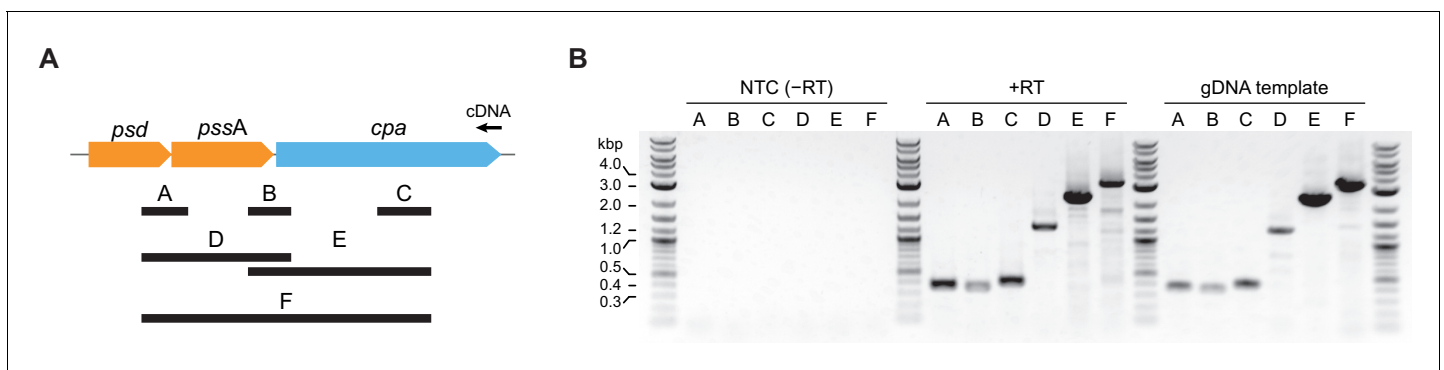 A
psd
pssA
cpa
cDNA
A
B
C
D
E
F
B
NTC (−RT)
+RT
gDNA template
A B C D E F
A B C D E F
A B C D E F
kbp
4.0
3.0
2.0
1.2
1.0
0.5
0.4
0.3